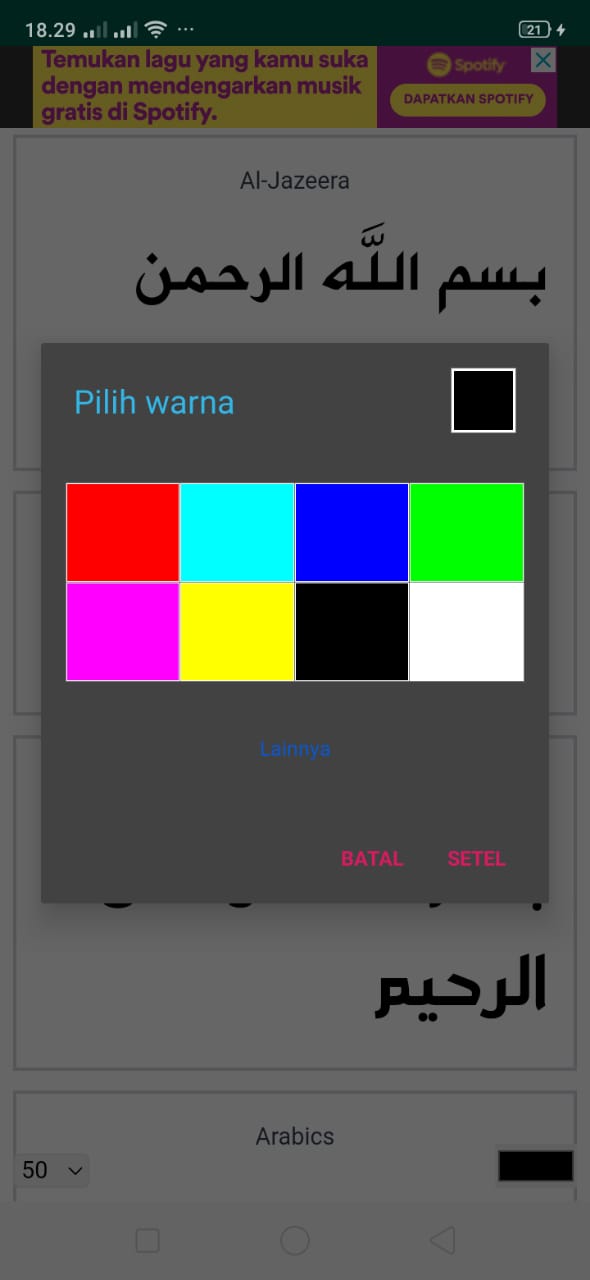 18.29
21
Temukan lagu yang kamu suka
dengan mendengarkan musik
gratis di Spotify.
Spotify
DAPATKAN SPOTIFY
Al-Jazeera
بسم اللَّه الرحمن
Pilih warna
Lainnya
BATAL
SETEL
الرحيم
Arabics
50